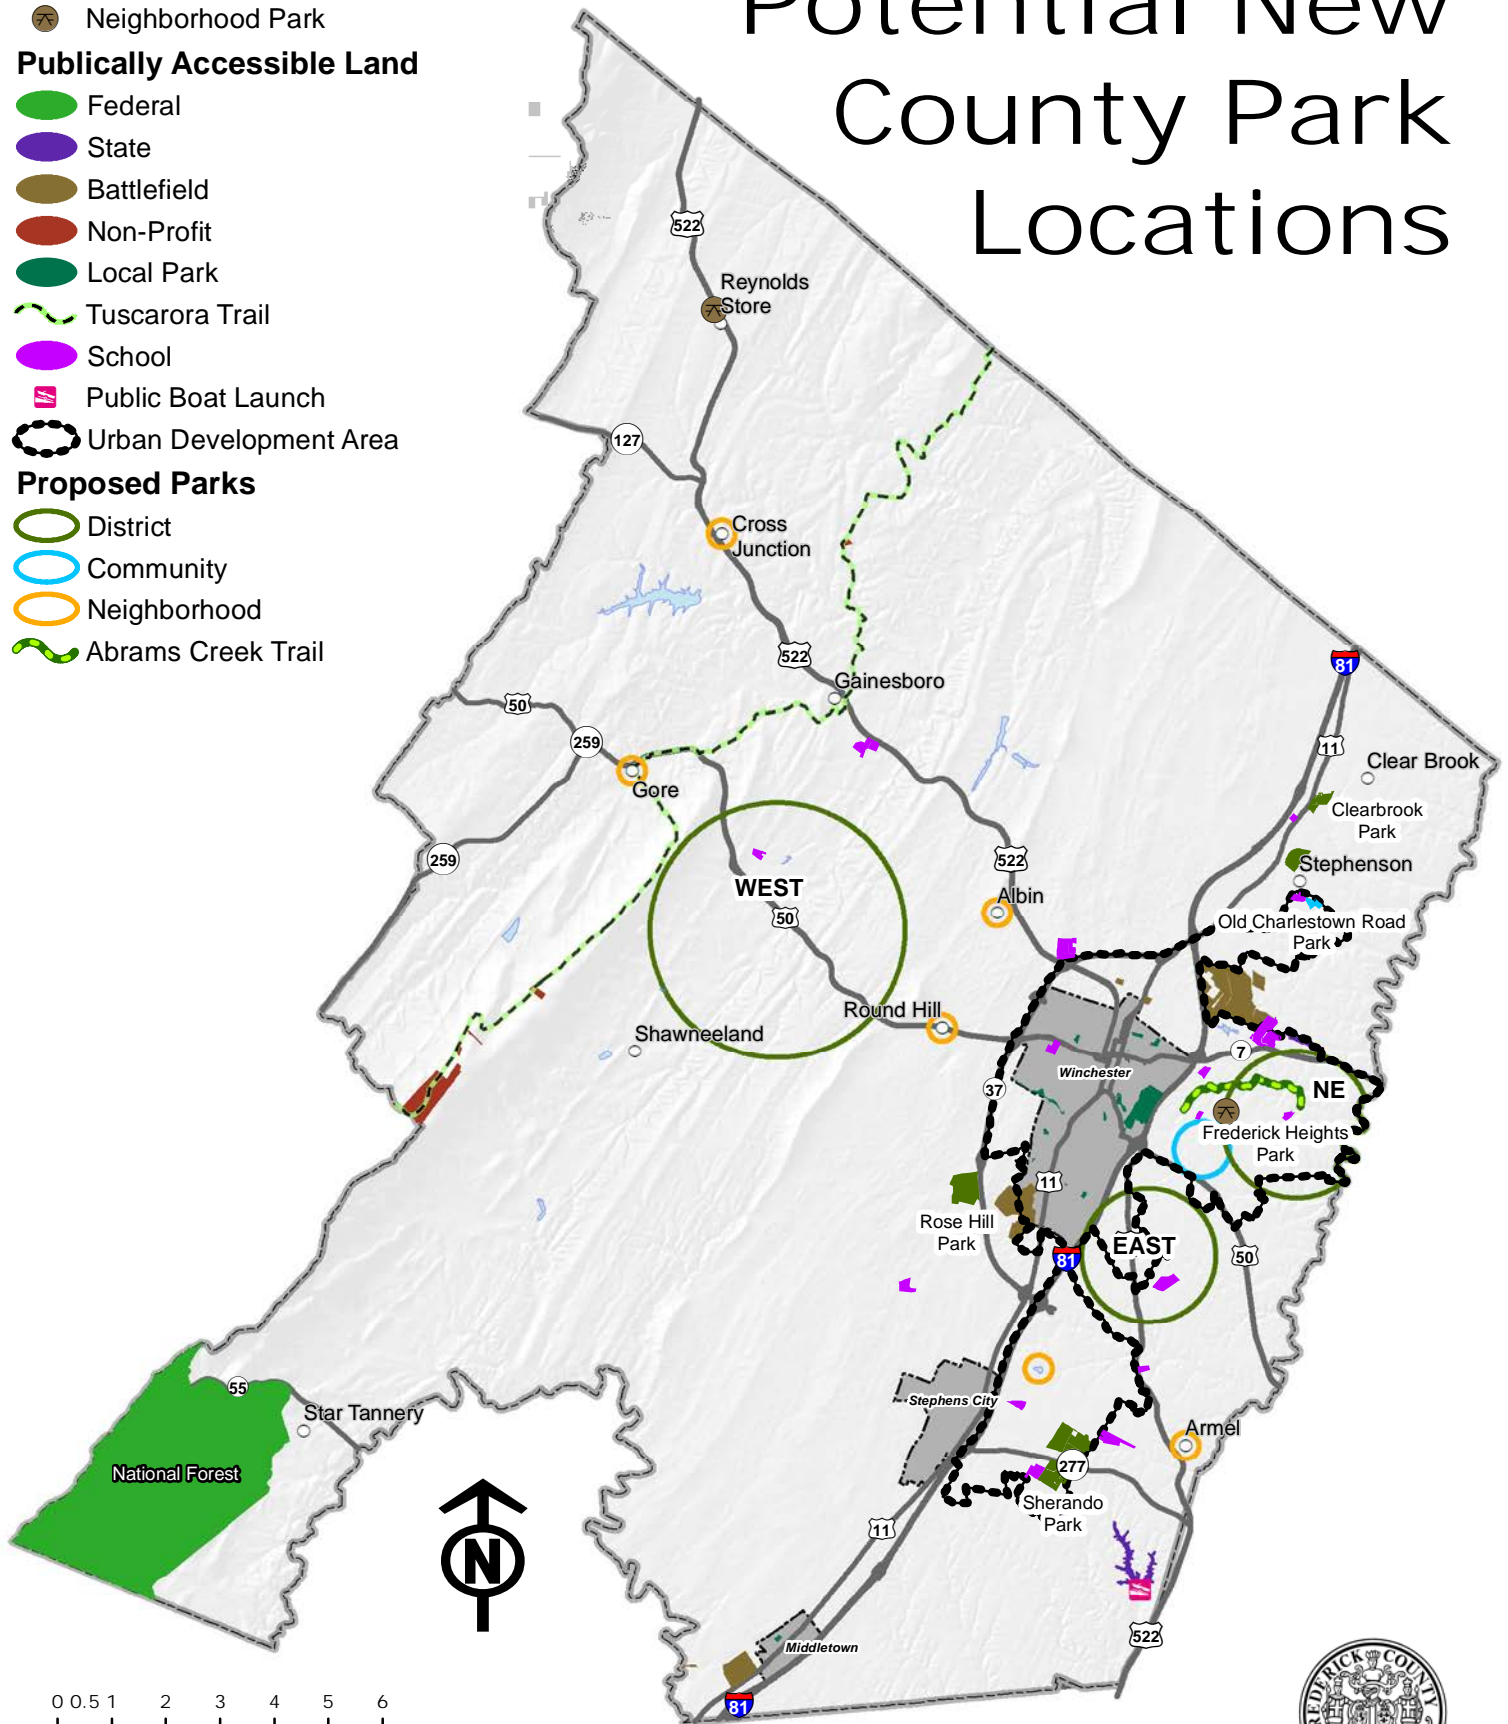 Potential New
County Park
Locations
Neighborhood Park
Publically Accessible Land
Federal
State
Battlefield
Non-Profit
Local Park
Tuscarora Trail
School
Public Boat Launch
Urban Development Area
Proposed Parks
District
Community
Neighborhood
Abrams Creek Trail
522
Reynolds
Store
127
Cross
Junction
522
81
Gainesboro
50
259
11
Clear Brook
Gore
Clearbrook
Park
259
522
Stephenson
WEST
Albin
50
Old Charlestown Road
Park
Round Hill
Shawneeland
7
Winchester
37
NE
Frederick Heights
Park
11
Rose Hill
Park
EAST
81
50
55
Stephens City
Star Tannery
Armel
National Forest
277
Sherando
Park
N
11
522
Middletown
81
0 0.5 1 2 3 4 5 6
FREDERICK COUNTY